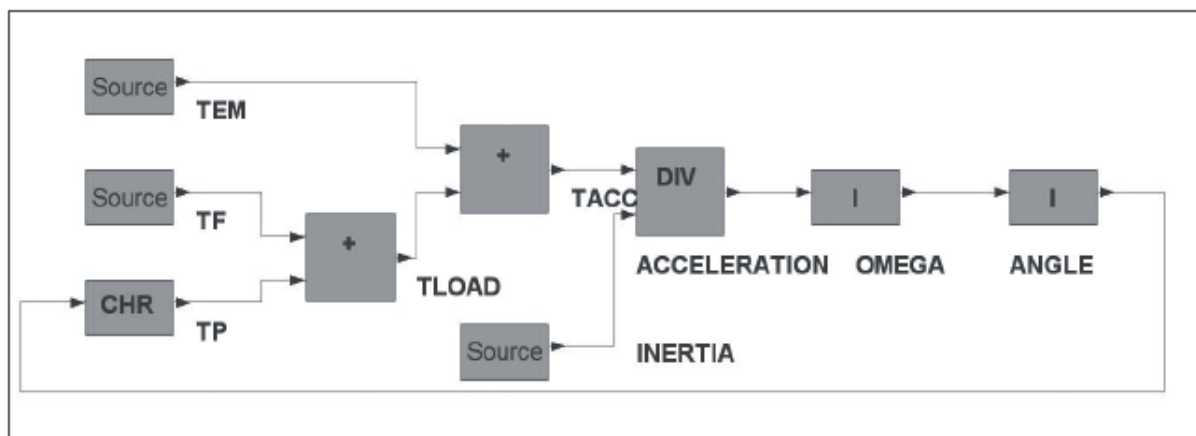 Source
TEM
+
Source
TF
+
TLOAD
CHR
TP
TACC
DIV
ACCELERATION
I
OMEGA
I
ANGLE
Source
INERTIA